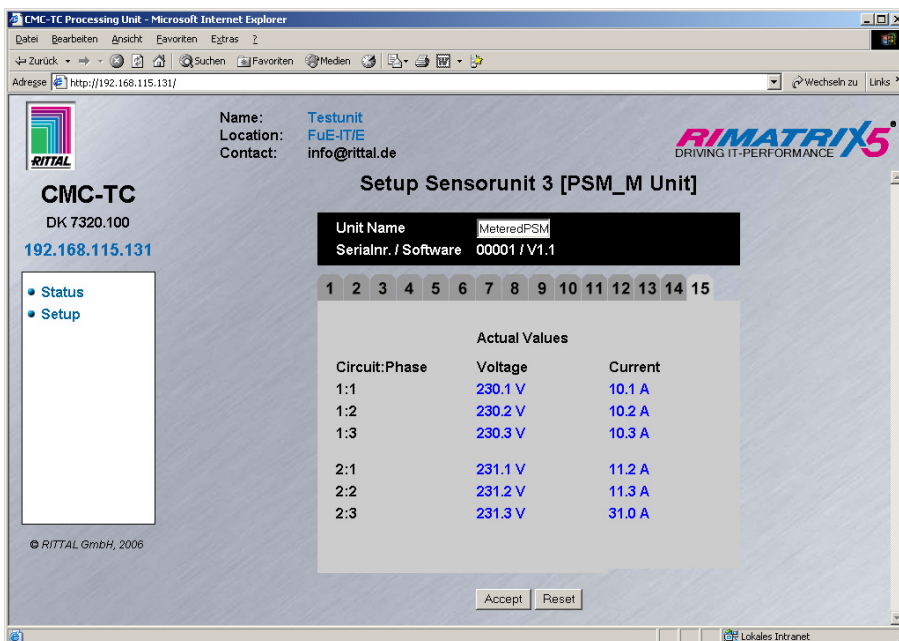 CMC-TC Processing Unit - Microsoft Internet Explorer
Datei Bearbeiten Ansicht Favoriten Extras ?
Zurück Suchen Favoriten Medien
Adresse http://192.168.115.131/ Wechseln zu Links »
RITTAL
Name: Testunit
Location: FuE-IT/E
Contact: info@rittal.de
RIMATRIX5
DRIVING IT-PERFORMANCE
CMC-TC
DK 7320.100
192.168.115.131
Status
Setup
© RITTAL GmbH, 2006
Setup Sensorunit 3 [PSM_M Unit]
Unit Name MeteredPSM
Serialnr. / Software 00001 / V1.1
1 2 3 4 5 6 7 8 9 10 11 12 13 14 15
Actual Values
Circuit:Phase Voltage Current
1:1 230.1 V 10.1 A
1:2 230.2 V 10.2 A
1:3 230.3 V 10.3 A
2:1 231.1 V 11.2 A
2:2 231.2 V 11.3 A
2:3 231.3 V 31.0 A
Accept Reset
Lokales Intranet